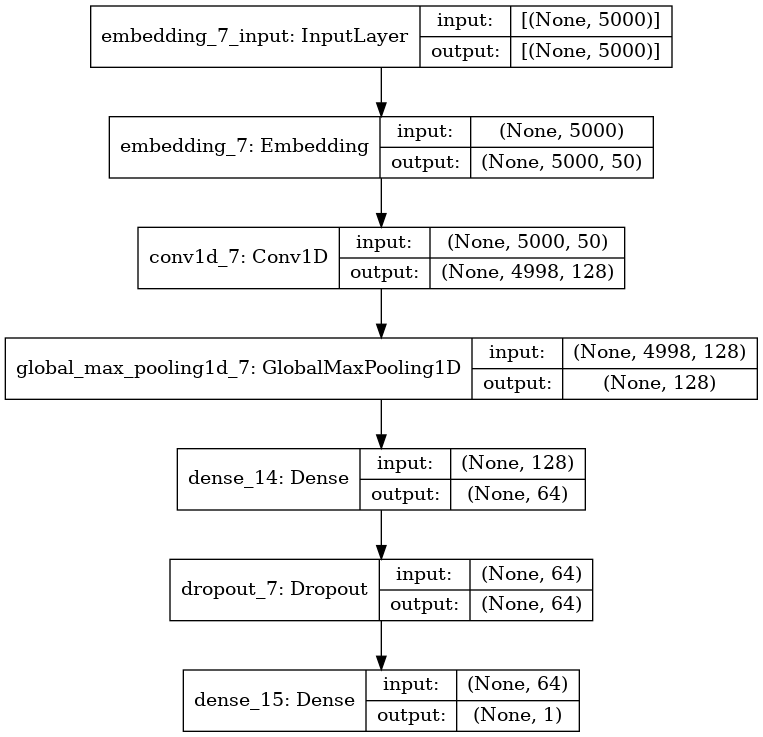 embedding_7_input: InputLayer
input: [(None, 5000)]
output: [(None, 5000)]
embedding_7: Embedding
input: (None, 5000)
output: (None, 5000, 50)
conv1d_7: Conv1D
input: (None, 5000, 50)
output: (None, 4998, 128)
global_max_pooling1d_7: GlobalMaxPooling1D
input: (None, 4998, 128)
output: (None, 128)
dense_14: Dense
input: (None, 128)
output: (None, 64)
dropout_7: Dropout
input: (None, 64)
output: (None, 64)
dense_15: Dense
input: (None, 64)
output: (None, 1)